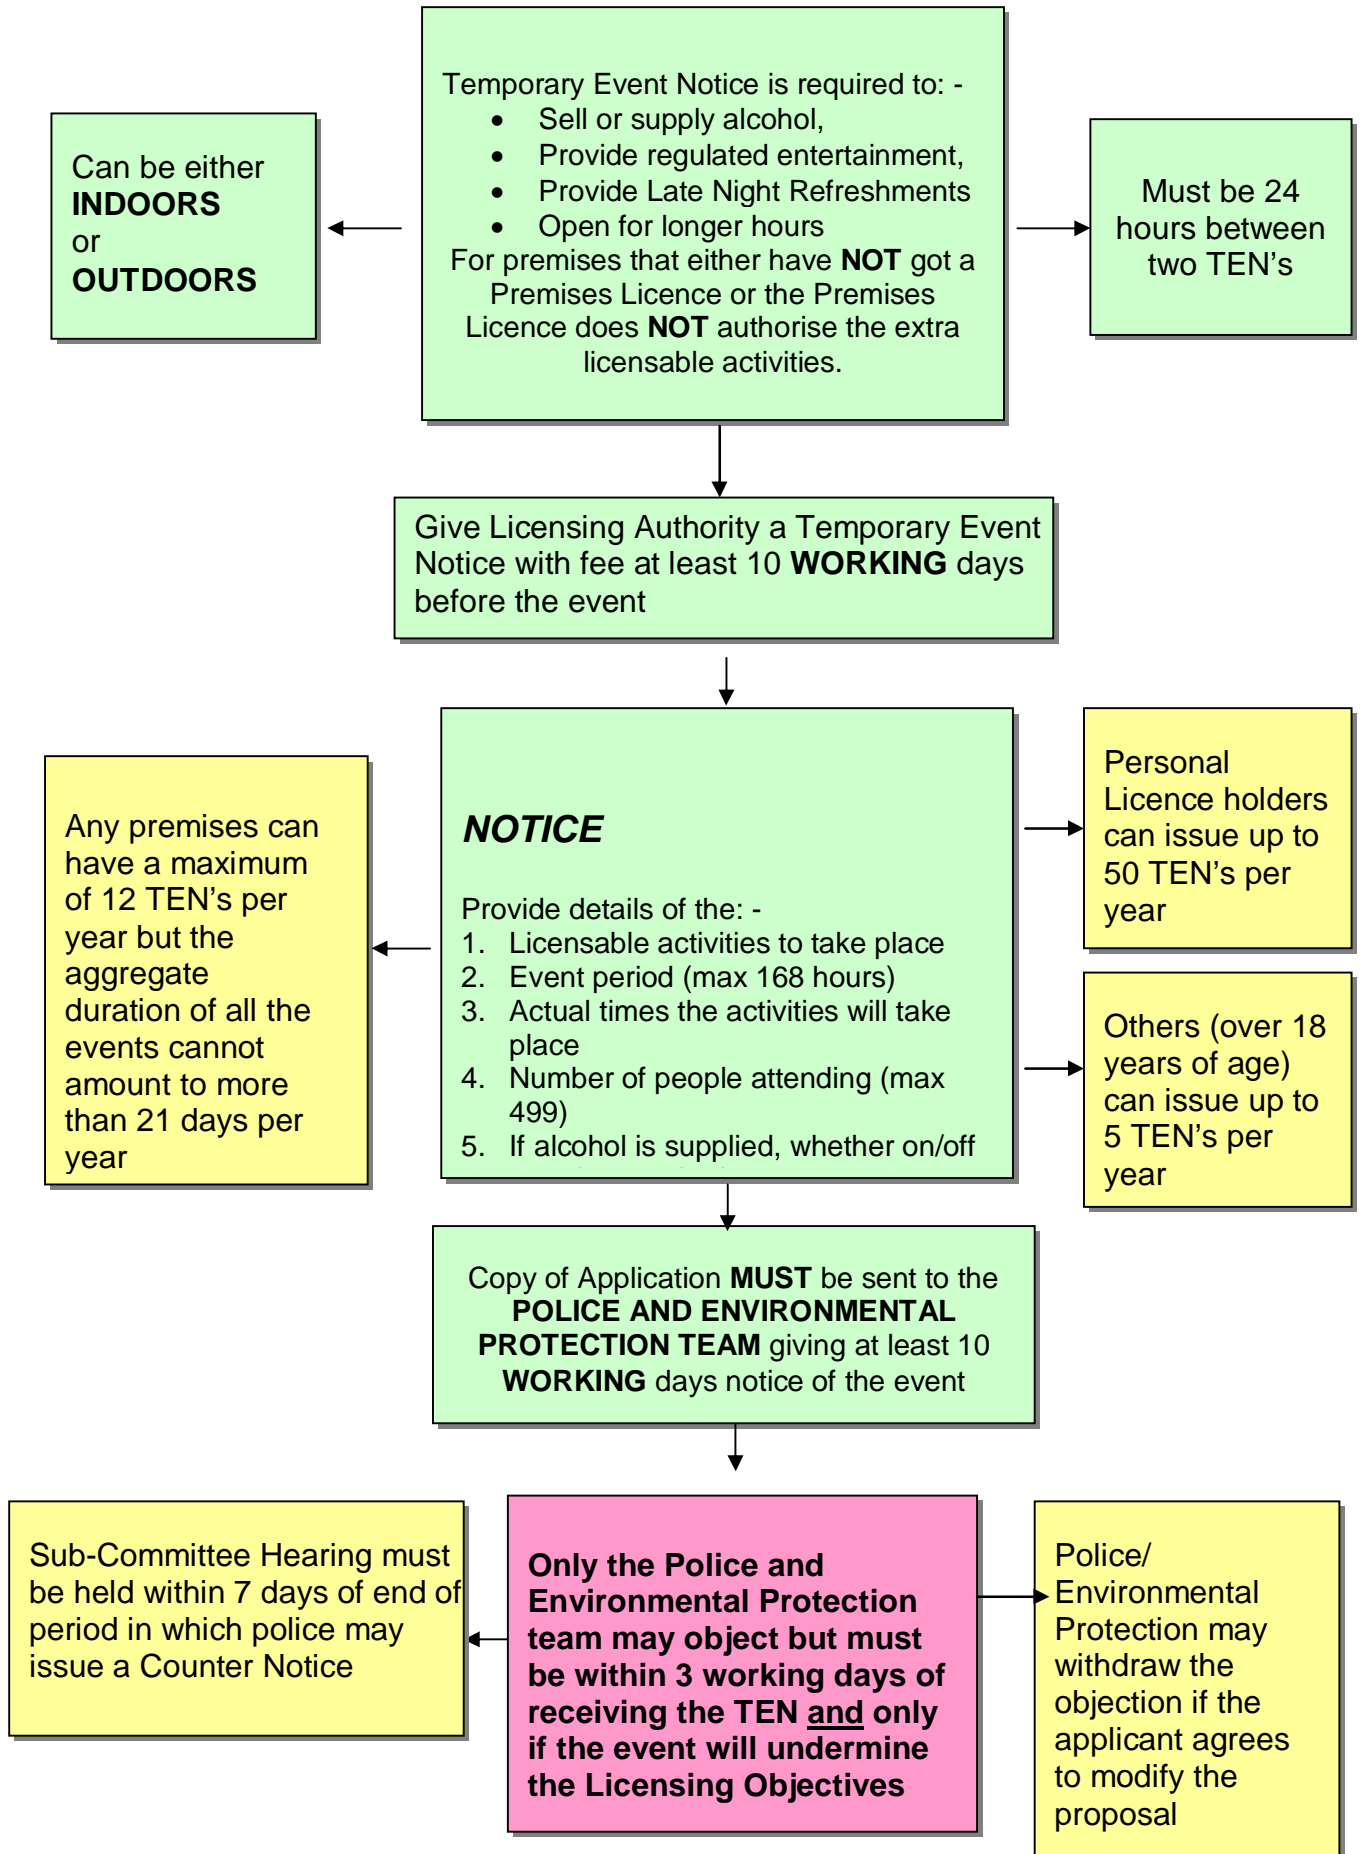 Temporary Event Notice is required to: -
• Sell or supply alcohol,
• Provide regulated entertainment,
• Provide Late Night Refreshments
• Open for longer hours
For premises that either have NOT got a
Premises Licence or the Premises
Licence does NOT authorise the extra
licensable activities.
Can be either
INDOORS
or
OUTDOORS
Must be 24
hours between
two TEN's
Give Licensing Authority a Temporary Event
Notice with fee at least 10 WORKING days
before the event
NOTICE
Provide details of the: -
1. Licensable activities to take place
2. Event period (max 168 hours)
3. Actual times the activities will take
place
4. Number of people attending (max
499)
5. If alcohol is supplied, whether on/off
Any premises can
have a maximum
of 12 TEN's per
year but the
aggregate
duration of all the
events cannot
amount to more
than 21 days per
year
Personal
Licence holders
can issue up to
50 TEN's per
year
Others (over 18
years of age)
can issue up to
5 TEN's per
year
Copy of Application MUST be sent to the
POLICE AND ENVIRONMENTAL
PROTECTION TEAM giving at least 10
WORKING days notice of the event
Sub-Committee Hearing must
be held within 7 days of end of
period in which police may
issue a Counter Notice
Only the Police and
Environmental Protection
team may object but must
be within 3 working days of
receiving the TEN and only
if the event will undermine
the Licensing Objectives
Police/
Environmental
Protection may
withdraw the
objection if the
applicant agrees
to modify the
proposal